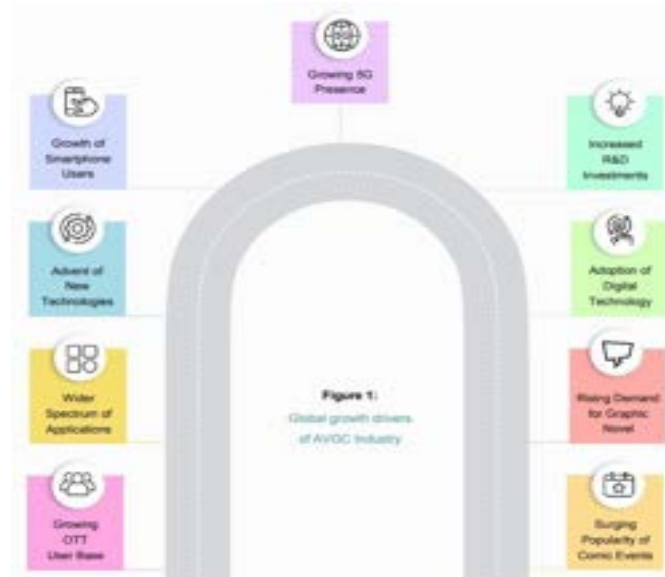 Growing 5G
Presence
Growth of
Smartphone
Users
Increased
R&D
Investments
Advent of
New
Technologies
Adoption of
Digital
Technology
Wider
Spectrum of
Applications
Figure 1:
Global growth drivers
of AVGC Industry
Rising Demand
for Graphic
Novel
Growing
OTT
User Base
Surging
Popularity of
Comic Events